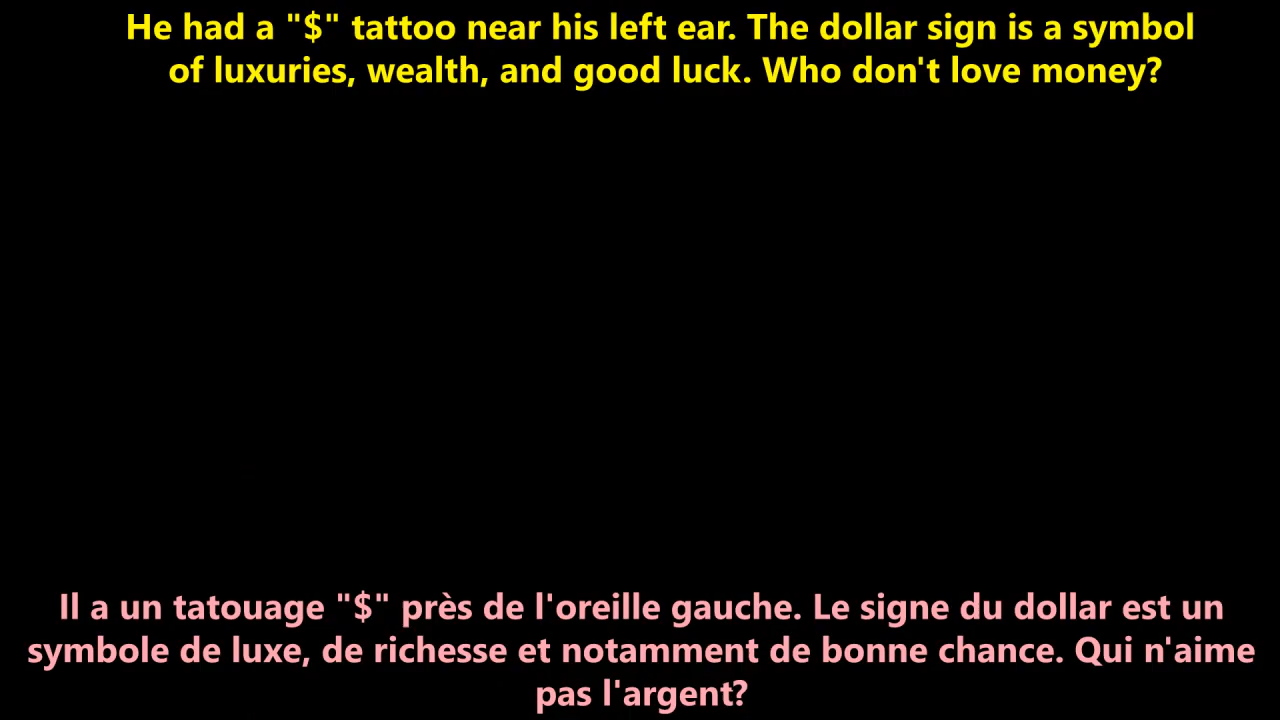 He had a "$" tattoo near his left ear. The dollar sign is a symbol
of luxuries, wealth, and good luck. Who don't love money?
Il a un tatouage "$" près de l'oreille gauche. Le signe du dollar est un
symbole de luxe, de richesse et notamment de bonne chance. Qui n'aime
pas l'argent?